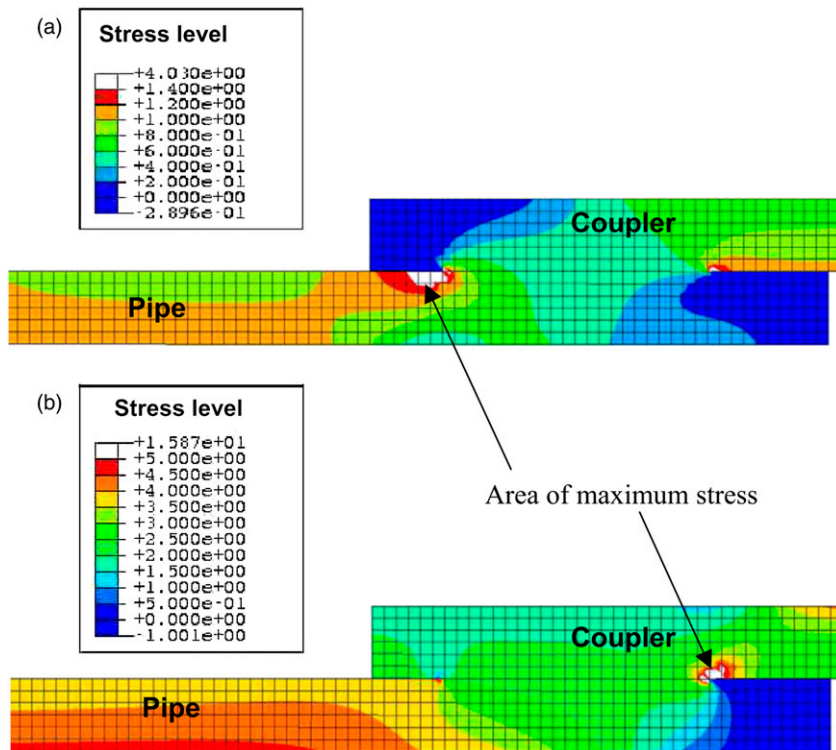 (a)
Stress level
+4.030e+00
+1.400e+00
+1.200e+00
+1.000e+00
+8.000e-01
+6.000e-01
+4.000e-01
+2.000e-01
+0.000e+00
-2.896e-01
Coupler
Pipe
(b)
Stress level
+1.587e+01
+5.000e+00
+4.500e+00
+4.000e+00
+3.500e+00
+3.000e+00
+2.500e+00
+2.000e+00
+1.500e+00
+1.000e+00
+5.000e-01
+0.000e+00
-1.001e+00
Area of maximum stress
Coupler
Pipe